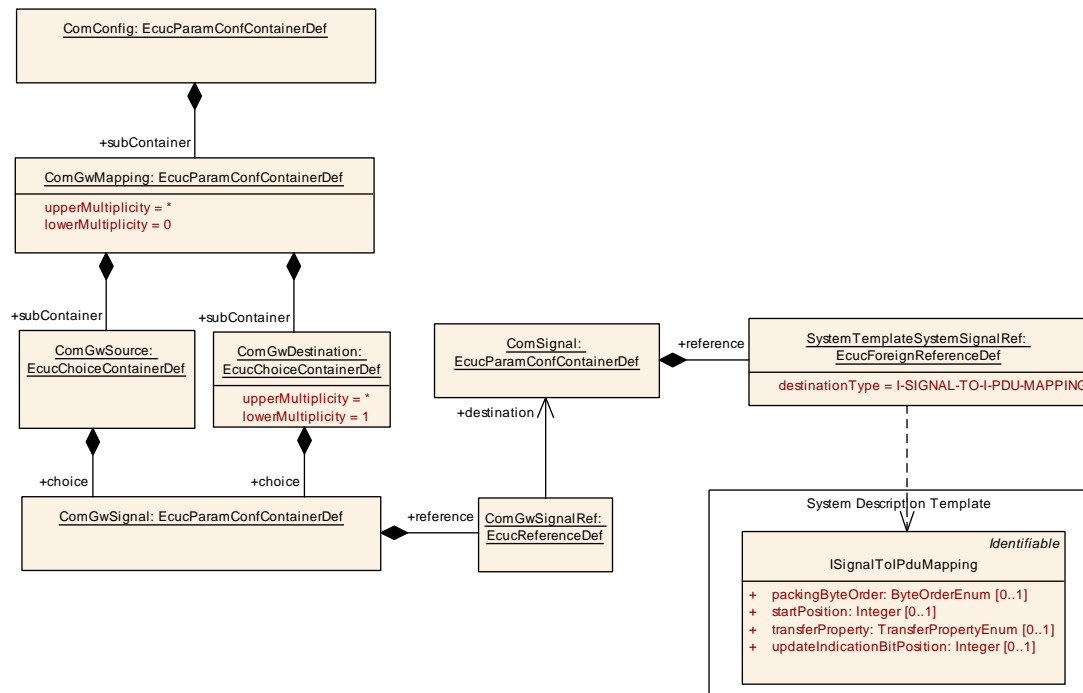 ComConfig: EcucParamConfContainerDef
+subContainer
ComGwMapping: EcucParamConfContainerDef
upperMultiplicity = *
lowerMultiplicity = 0
+subContainer
+subContainer
ComGwSource:
EcucChoiceContainerDef
ComGwDestination:
EcucChoiceContainerDef
upperMultiplicity = *
lowerMultiplicity = 1
ComSignal:
EcucParamConfContainerDef
+reference
SystemTemplateSystemSignalRef:
EcucForeignReferenceDef
destinationType = I-SIGNAL-TO-I-PDU-MAPPING
+destination
+choice
+choice
ComGwSignal: EcucParamConfContainerDef
+reference
ComGwSignalRef:
EcucReferenceDef
System Description Template
Identifiable
ISignalToIPduMapping
+ packingByteOrder: ByteOrderEnum [0..1]
+ startPosition: Integer [0..1]
+ transferProperty: TransferPropertyEnum [0..1]
+ updateIndicationBitPosition: Integer [0..1]